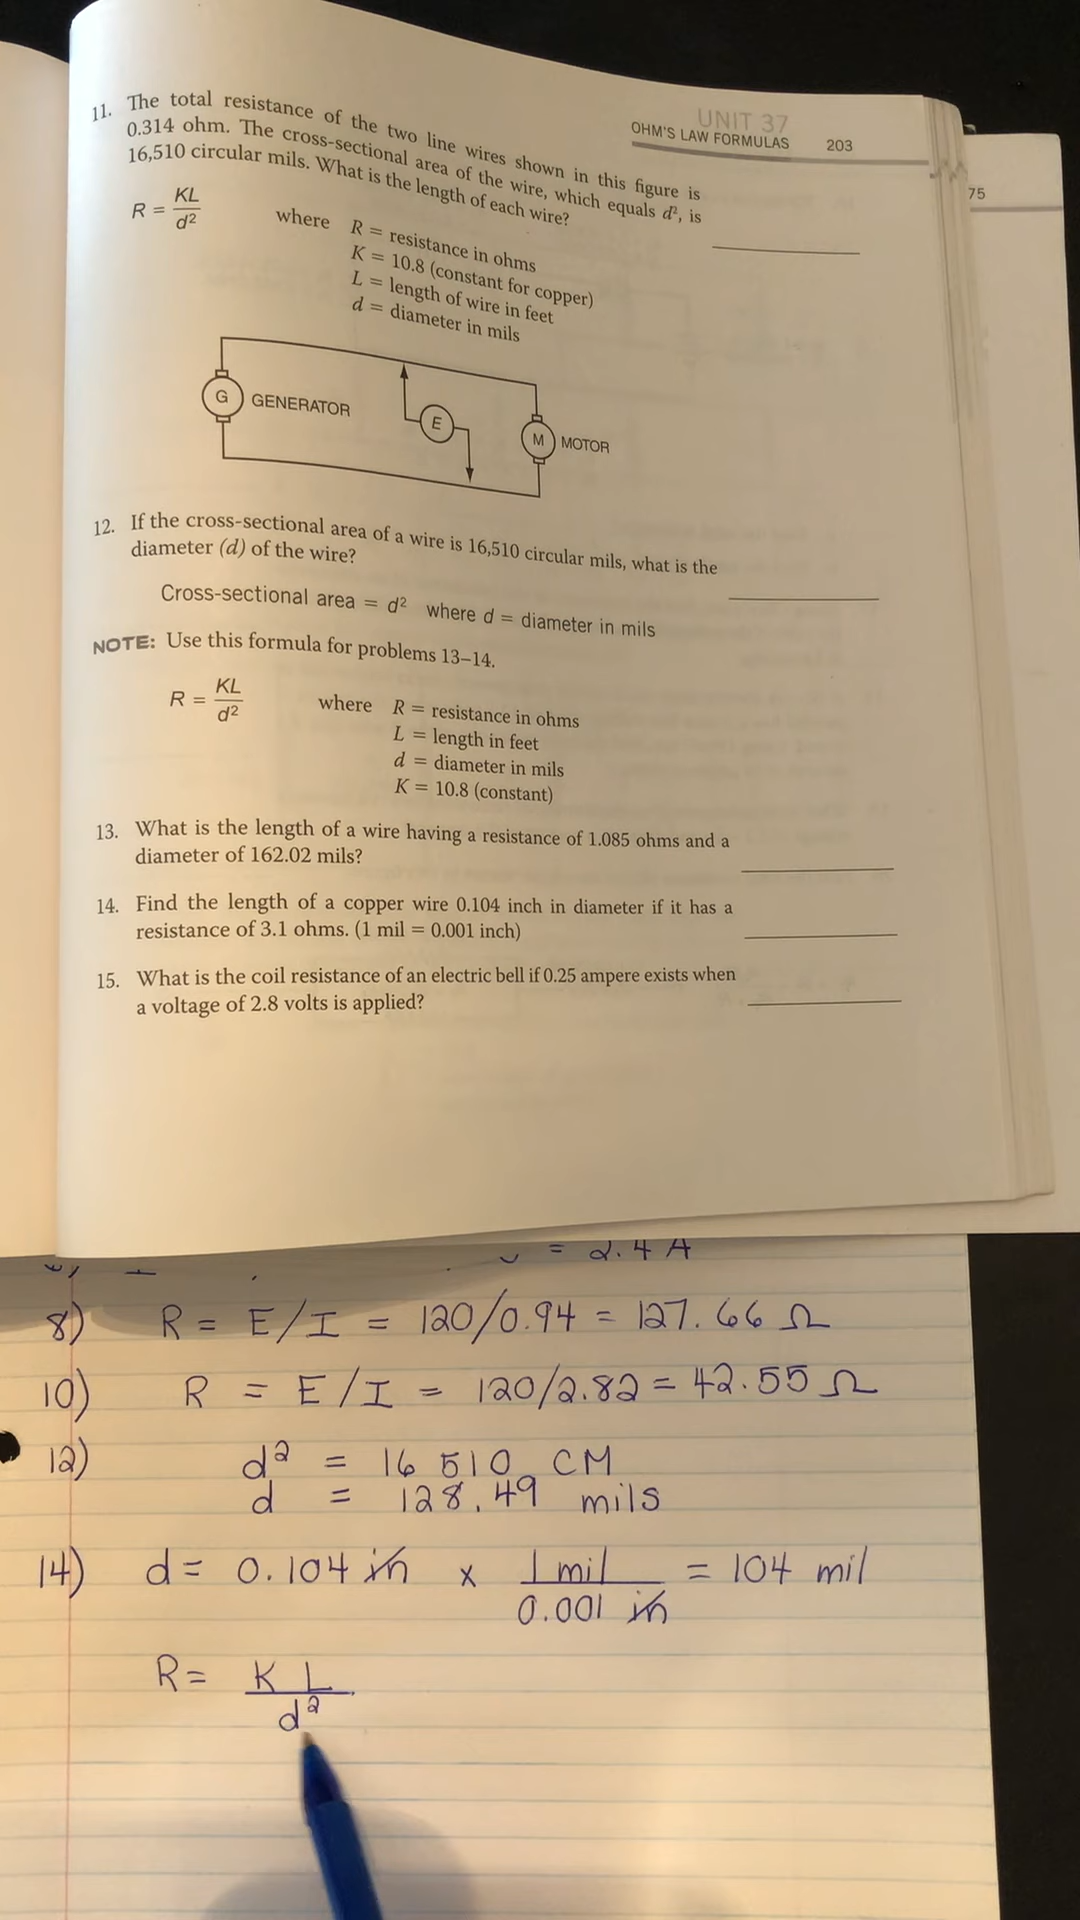 UNIT 37
OHM'S LAW FORMULAS 203
75
11. The total resistance of the two line wires shown in this figure is
0.314 ohm. The cross-sectional area of the wire, which equals d², is
16,510 circular mils. What is the length of each wire?
R = KL/d²
where R = resistance in ohms
K = 10.8 (constant for copper)
L = length of wire in feet
d = diameter in mils
G GENERATOR
E
M MOTOR
12. If the cross-sectional area of a wire is 16,510 circular mils, what is the
diameter (d) of the wire?
Cross-sectional area = d² where d = diameter in mils
NOTE: Use this formula for problems 13–14.
R = KL/d²
where R = resistance in ohms
L = length in feet
d = diameter in mils
K = 10.8 (constant)
13. What is the length of a wire having a resistance of 1.085 ohms and a
diameter of 162.02 mils?
14. Find the length of a copper wire 0.104 inch in diameter if it has a
resistance of 3.1 ohms. (1 mil = 0.001 inch)
15. What is the coil resistance of an electric bell if 0.25 ampere exists when
a voltage of 2.8 volts is applied?
= 2.4 A
8) R = E/I = 120/0.94 = 127.66 Ω
10) R = E/I = 120/2.82 = 42.55 Ω
12) d² = 16 510 CM
d = 128.49 mils
14) d = 0.104 in x 1 mil/0.001 in = 104 mil
R = K L/d²